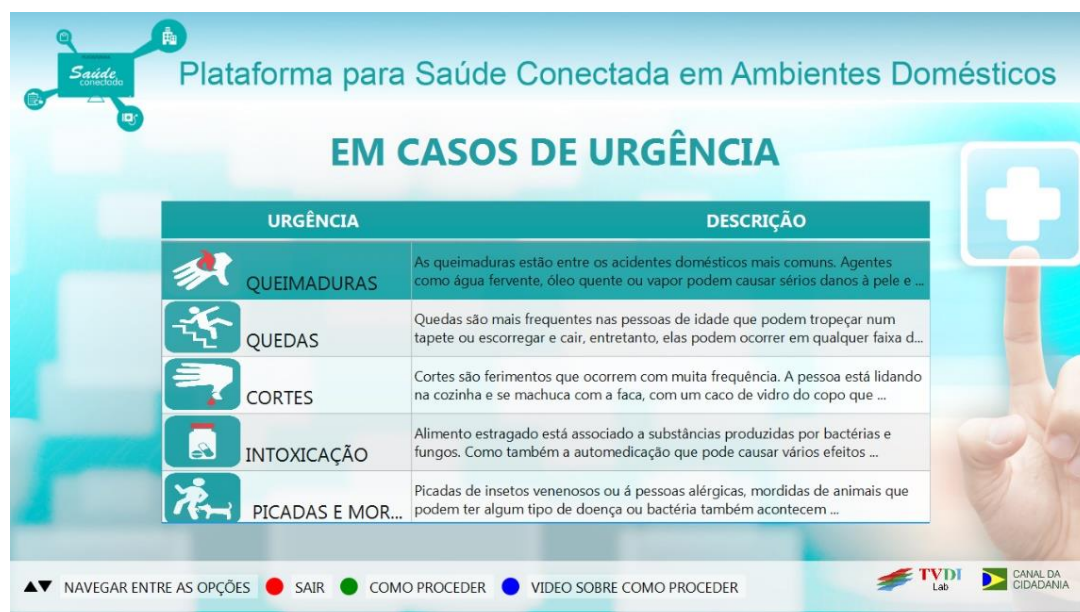 Saúde
conectada
Plataforma para Saúde Conectada em Ambientes Domésticos
EM CASOS DE URGÊNCIA
URGÊNCIA DESCRIÇÃO
QUEIMADURAS
As queimaduras estão entre os acidentes domésticos mais comuns. Agentes
como água fervente, óleo quente ou vapor podem causar sérios danos à pele e ...
QUEDAS
Quedas são mais frequentes nas pessoas de idade que podem tropeçar num
tapete ou escorregar e cair, entretanto, elas podem ocorrer em qualquer faixa d...
CORTES
Cortes são ferimentos que ocorrem com muita frequência. A pessoa está lidando
na cozinha e se machuca com a faca, com um caco de vidro do copo que ...
INTOXICAÇÃO
Alimento estragado está associado a substâncias produzidas por bactérias e
fungos. Como também a automedicação que pode causar vários efeitos ...
PICADAS E MOR...
Picadas de insetos venenosos ou á pessoas alérgicas, mordidas de animais que
podem ter algum tipo de doença ou bactéria também acontecem ...
NAVEGAR ENTRE AS OPÇÕES SAIR COMO PROCEDER VIDEO SOBRE COMO PROCEDER
TVDI
Lab
CANAL DA
CIDADANIA